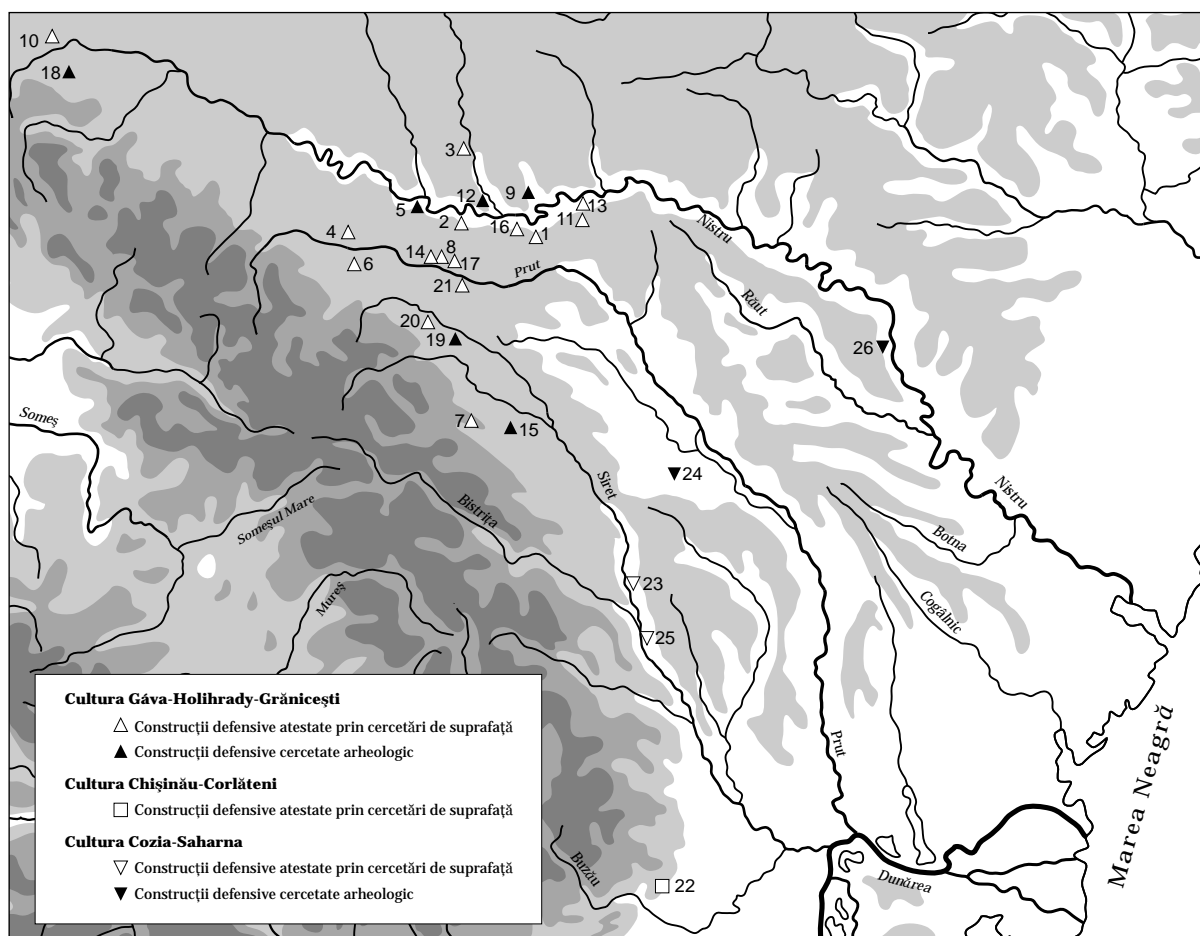 10
18
3
12
9
5
13
2
16
11
1
4
14
8
17
6
21
Nistru
Prut
Răut
20
19
26
Someș
7
15
24
Siret
Nistru
Bistrița
Someșul Mare
Botna
23
Mureș
Cogâlnic
25
Cultura Gáva-Holihrady-Grănicești
Construcții defensive atestate prin cercetări de suprafață
Construcții defensive cercetate arheologic
Cultura Chișinău-Corlăteni
Construcții defensive atestate prin cercetări de suprafață
Cultura Cozia-Saharna
Construcții defensive atestate prin cercetări de suprafață
Construcții defensive cercetate arheologic
Prut
Marea Neagră
Buzău
22
Dunărea